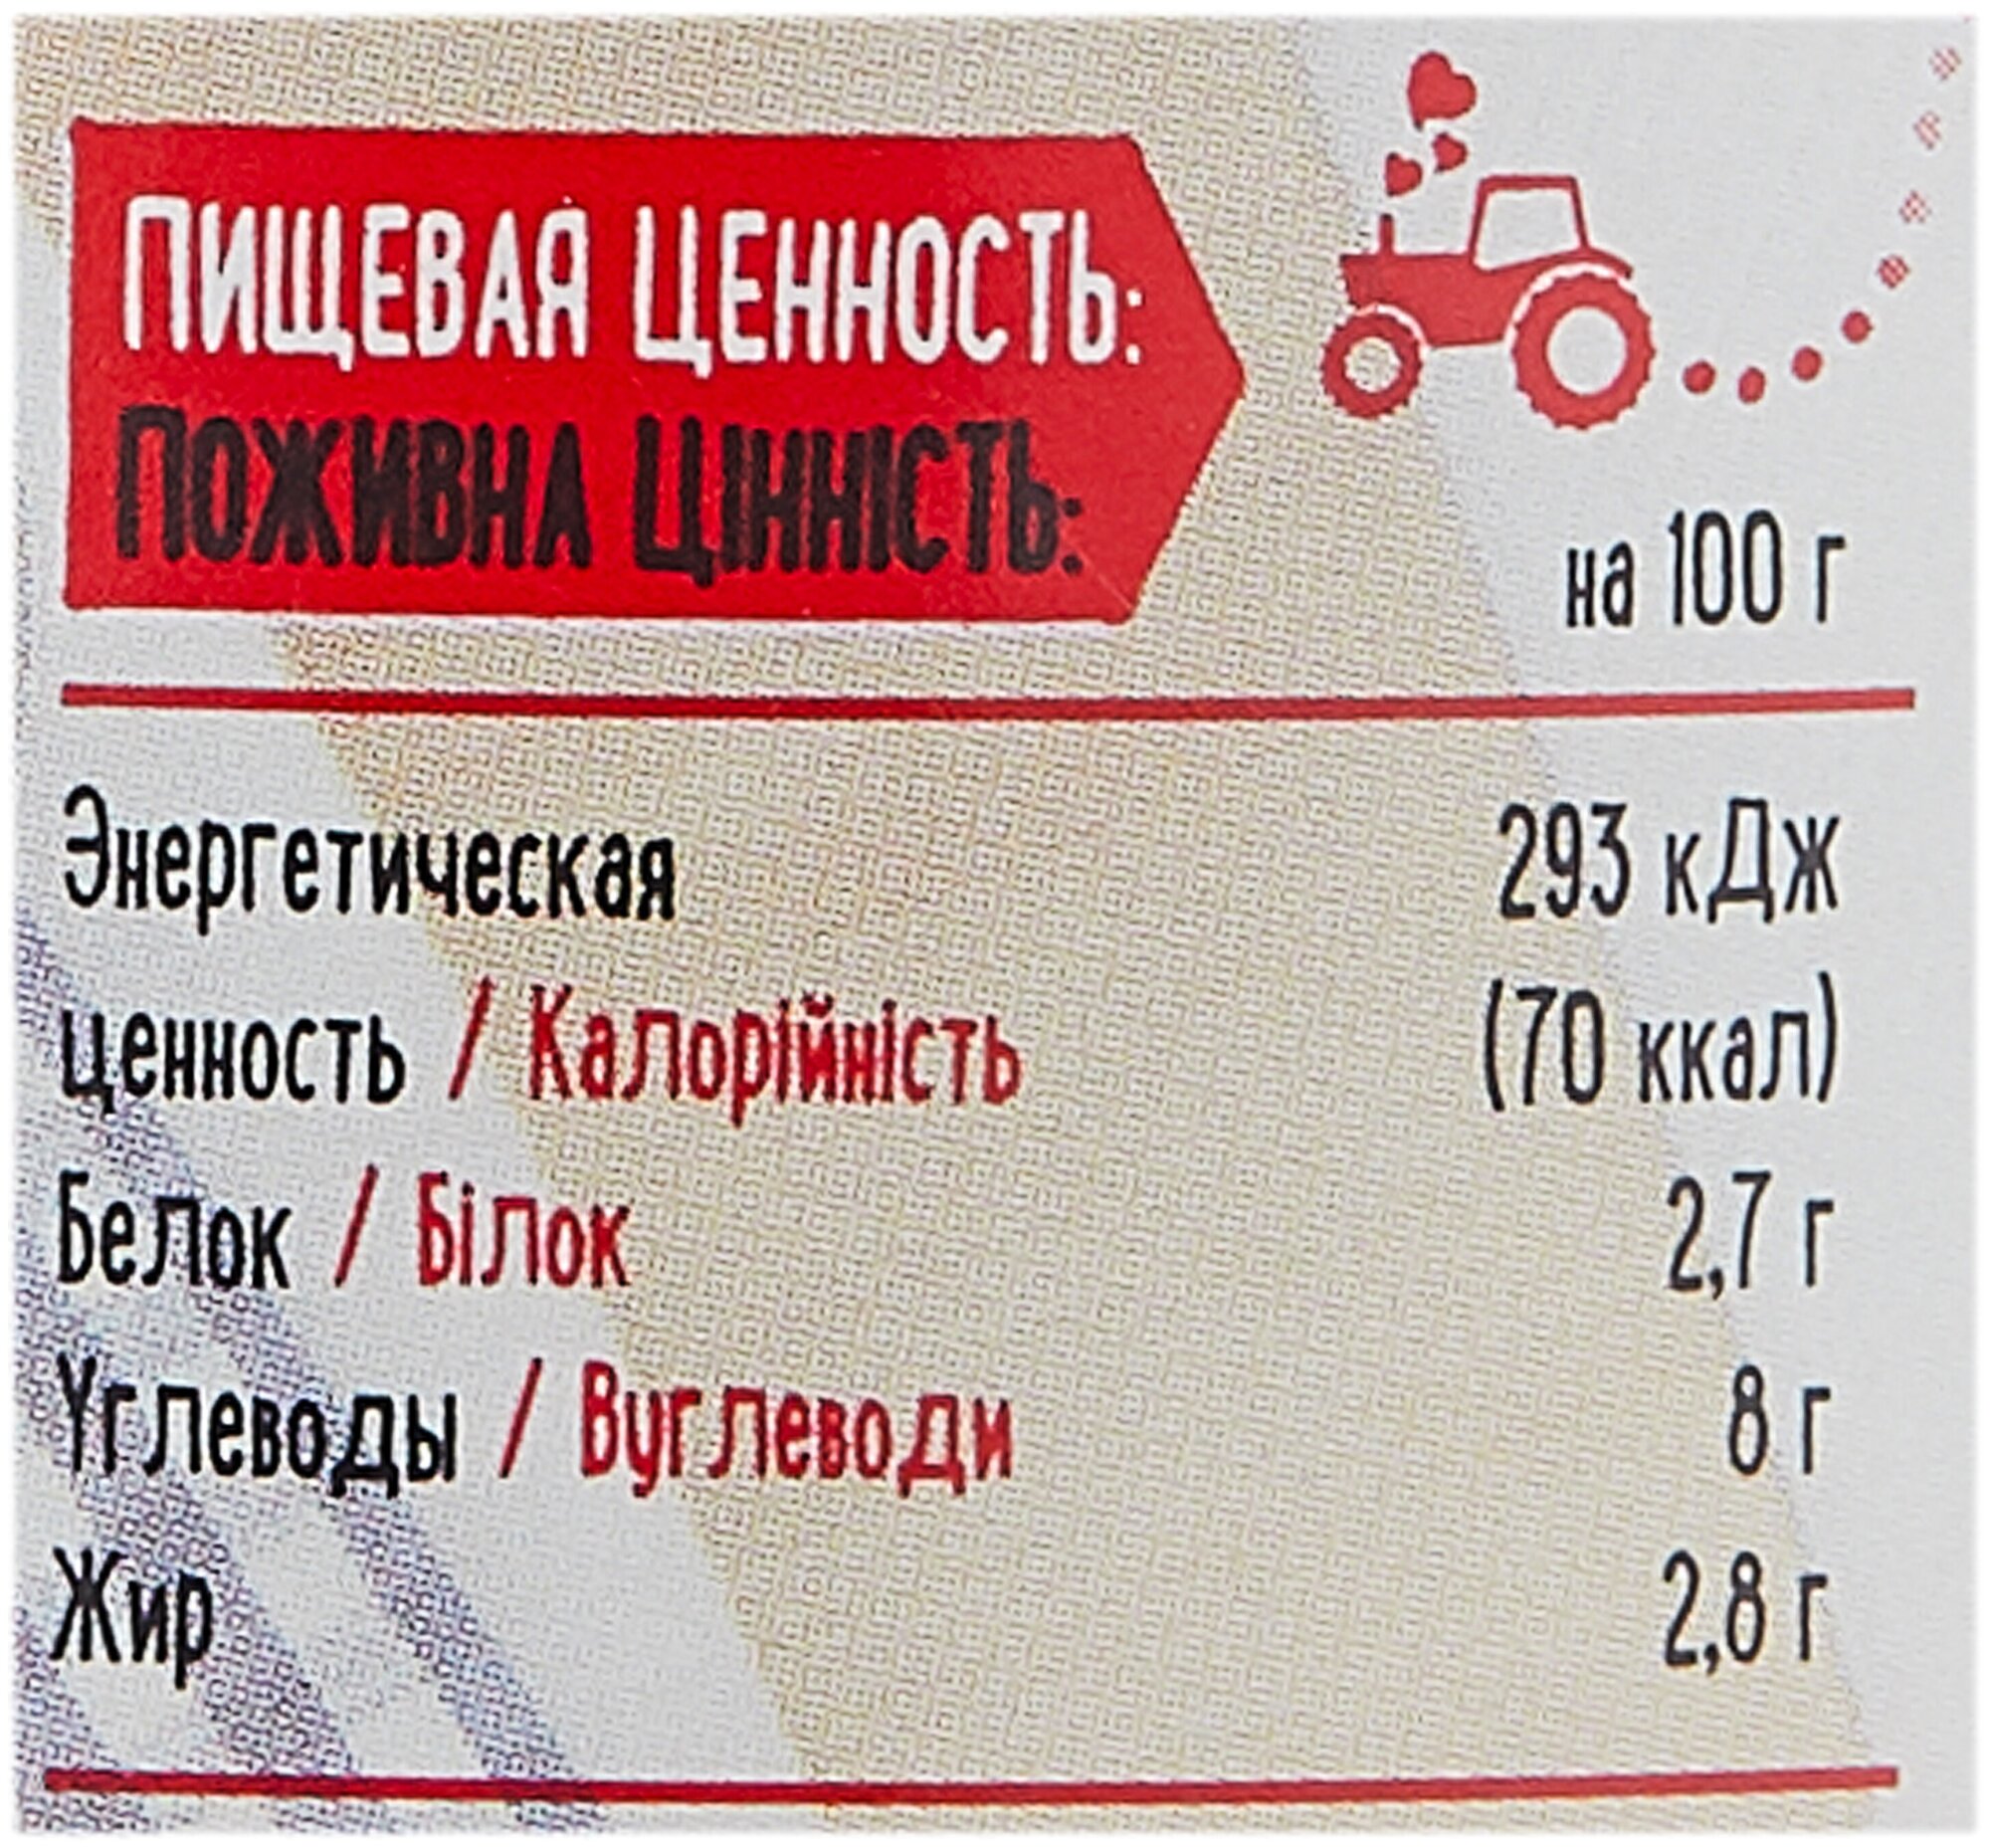 ПИЩЕВАЯ ЦЕННОСТЬ:
ПОЖИВНА ЦІННІСТЬ:
на 100 г
Энергетическая 293 кДж
ценность / Калорійність (70 ккал)
Белок / Білок 2,7 г
Углеводы / Вуглеводи 8 г
Жир 2,8 г